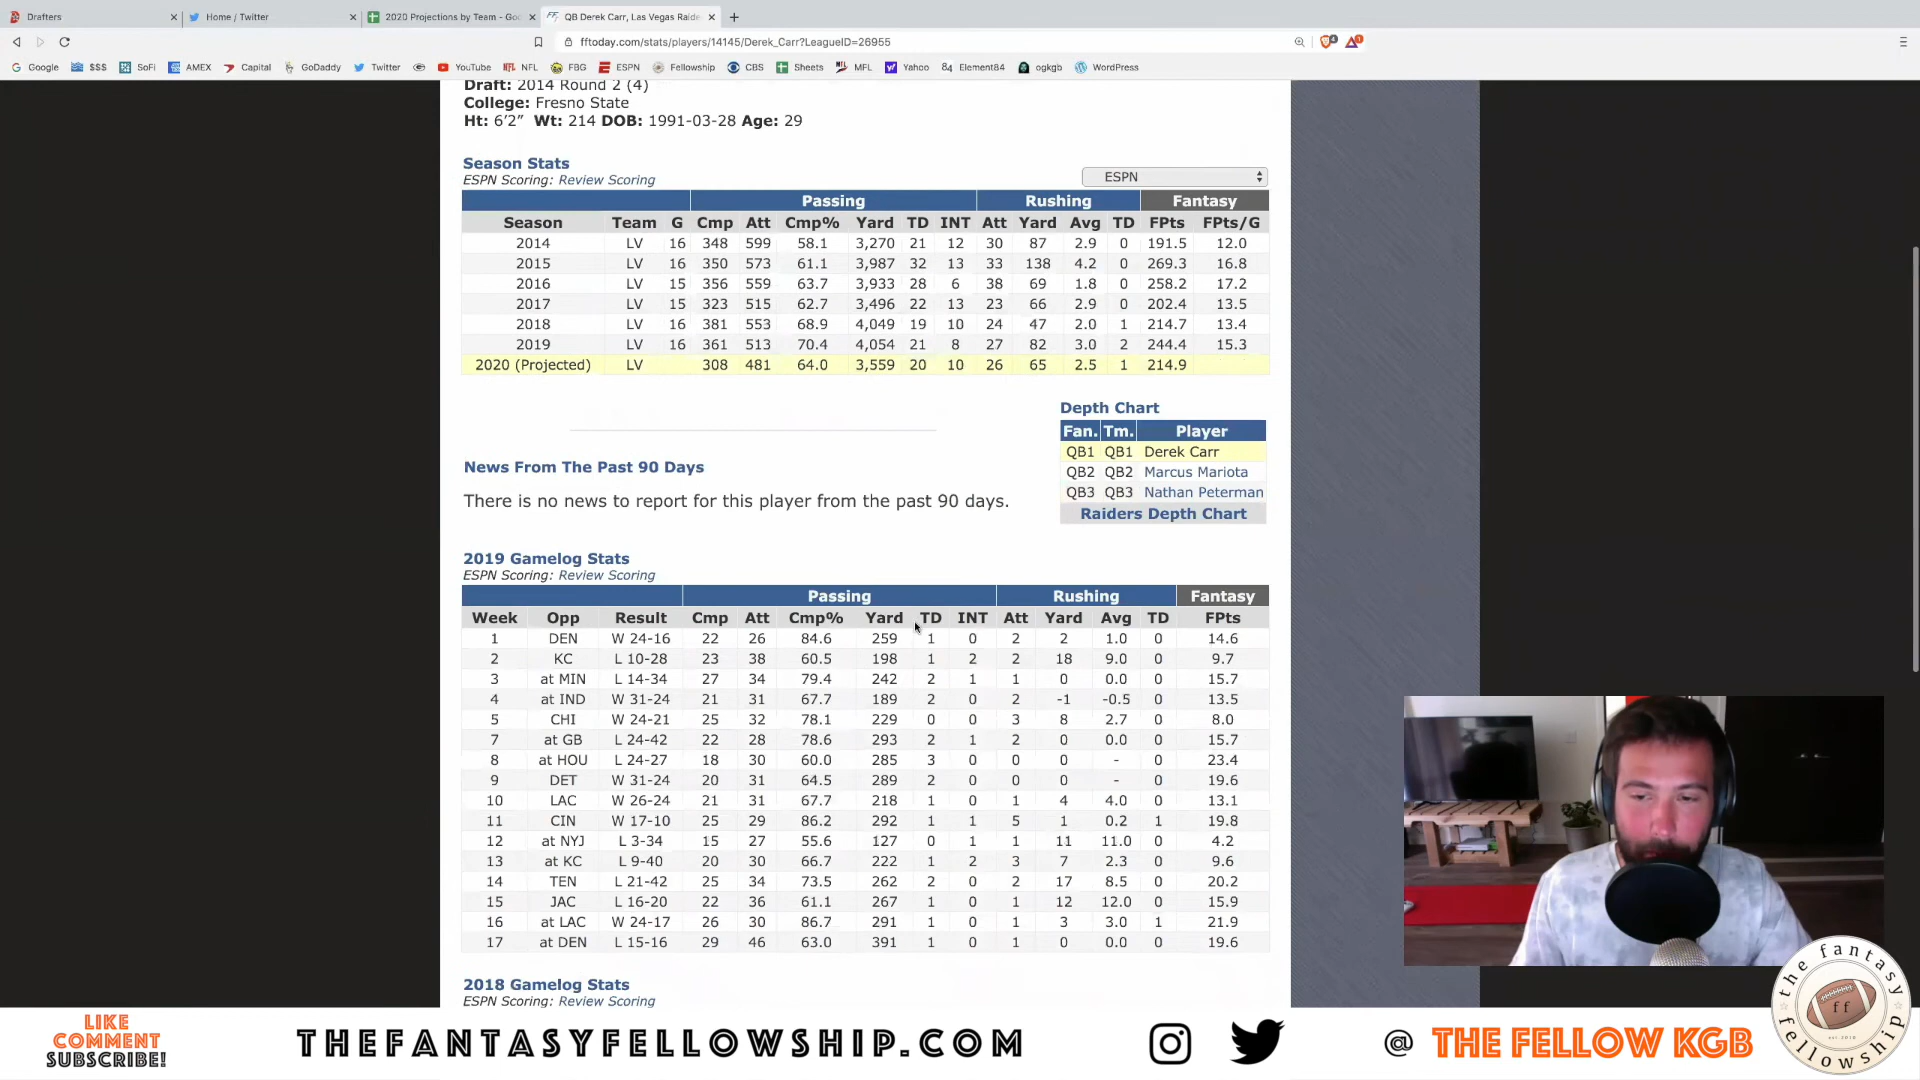 Drafters
Home / Twitter
2020 Projections by Team - Goo
QB Derek Carr, Las Vegas Raide
fftoday.com/stats/players/14145/Derek_Carr?LeagueID=26955
Google $$$ SoFi AMEX Capital GoDaddy Twitter YouTube NFL FBG ESPN Fellowship CBS Sheets MFL Yahoo Element84 ogkgb WordPress
Draft: 2014 Round 2 (4)
College: Fresno State
Ht: 6'2" Wt: 214 DOB: 1991-03-28 Age: 29
Season Stats
ESPN Scoring: Review Scoring
ESPN
Passing Rushing Fantasy
Season Team G Cmp Att Cmp% Yard TD INT Att Yard Avg TD FPts FPts/G
2014 LV 16 348 599 58.1 3,270 21 12 30 87 2.9 0 191.5 12.0
2015 LV 16 350 573 61.1 3,987 32 13 33 138 4.2 0 269.3 16.8
2016 LV 15 356 559 63.7 3,933 28 6 38 69 1.8 0 258.2 17.2
2017 LV 15 323 515 62.7 3,496 22 13 23 66 2.9 0 202.4 13.5
2018 LV 16 381 553 68.9 4,049 19 10 24 47 2.0 1 214.7 13.4
2019 LV 16 361 513 70.4 4,054 21 8 27 82 3.0 2 244.4 15.3
2020 (Projected) LV 308 481 64.0 3,559 20 10 26 65 2.5 1 214.9
Depth Chart
Fan. Tm. Player
QB1 QB1 Derek Carr
QB2 QB2 Marcus Mariota
QB3 QB3 Nathan Peterman
Raiders Depth Chart
News From The Past 90 Days
There is no news to report for this player from the past 90 days.
2019 Gamelog Stats
ESPN Scoring: Review Scoring
Passing Rushing Fantasy
Week Opp Result Cmp Att Cmp% Yard TD INT Att Yard Avg TD FPts
1 DEN W 24-16 22 26 84.6 259 1 0 2 2 1.0 0 14.6
2 KC L 10-28 23 38 60.5 198 1 2 2 18 9.0 0 9.7
3 at MIN L 14-34 27 34 79.4 242 2 1 1 0 0.0 0 15.7
4 at IND W 31-24 21 31 67.7 189 2 0 2 -1 -0.5 0 13.5
5 CHI W 24-21 25 32 78.1 229 0 0 3 8 2.7 0 8.0
7 at GB L 24-42 22 28 78.6 293 2 1 2 0 0.0 0 15.7
8 at HOU L 24-27 18 30 60.0 285 3 0 0 0 - 0 23.4
9 DET W 31-24 20 31 64.5 289 2 0 0 0 - 0 19.6
10 LAC W 26-24 21 31 67.7 218 1 0 1 4 4.0 0 13.1
11 CIN W 17-10 25 29 86.2 292 1 1 5 1 0.2 1 19.8
12 at NYJ L 3-34 15 27 55.6 127 0 1 1 11 11.0 0 4.2
13 at KC L 9-40 20 30 66.7 222 1 2 3 7 2.3 0 9.6
14 TEN L 21-42 25 34 73.5 262 2 0 2 17 8.5 0 20.2
15 JAC L 16-20 22 36 61.1 267 1 0 1 12 12.0 0 15.9
16 at LAC W 24-17 26 30 86.7 291 1 0 1 3 3.0 1 21.9
17 at DEN L 15-16 29 46 63.0 391 1 0 1 0 0.0 0 19.6
2018 Gamelog Stats
ESPN Scoring: Review Scoring
LIKE
COMMENT
SUBSCRIBE!
THEFANTASYFELLOWSHIP.COM
@ THE FELLOW KGB
the fantasy
ff
fellowship